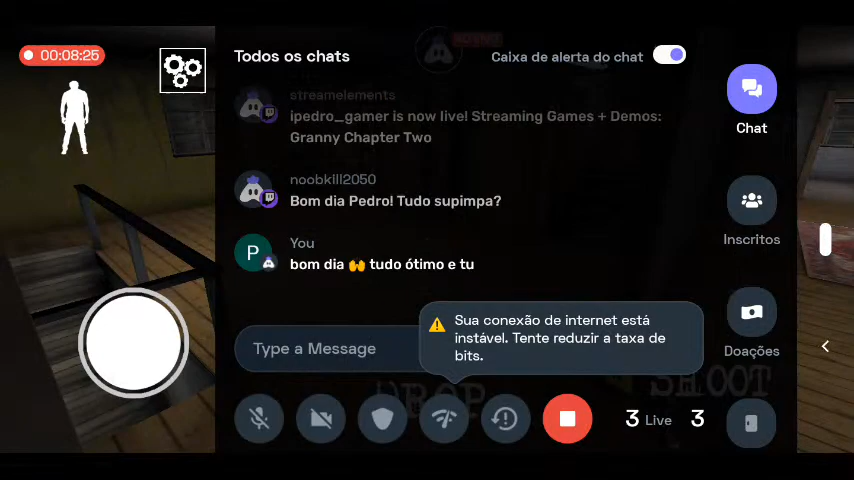 00:08:25
Todos os chats
Caixa de alerta do chat
streamelements
ipedro_gamer is now live! Streaming Games + Demos:
Granny Chapter Two
Chat
noobkill2050
Bom dia Pedro! Tudo supimpa?
Inscritos
You
P
bom dia 🙌 tudo ótimo e tu
Sua conexão de internet está
instável. Tente reduzir a taxa de
bits.
Type a Message
Doações
DROP
SHOOT
3 Live 3